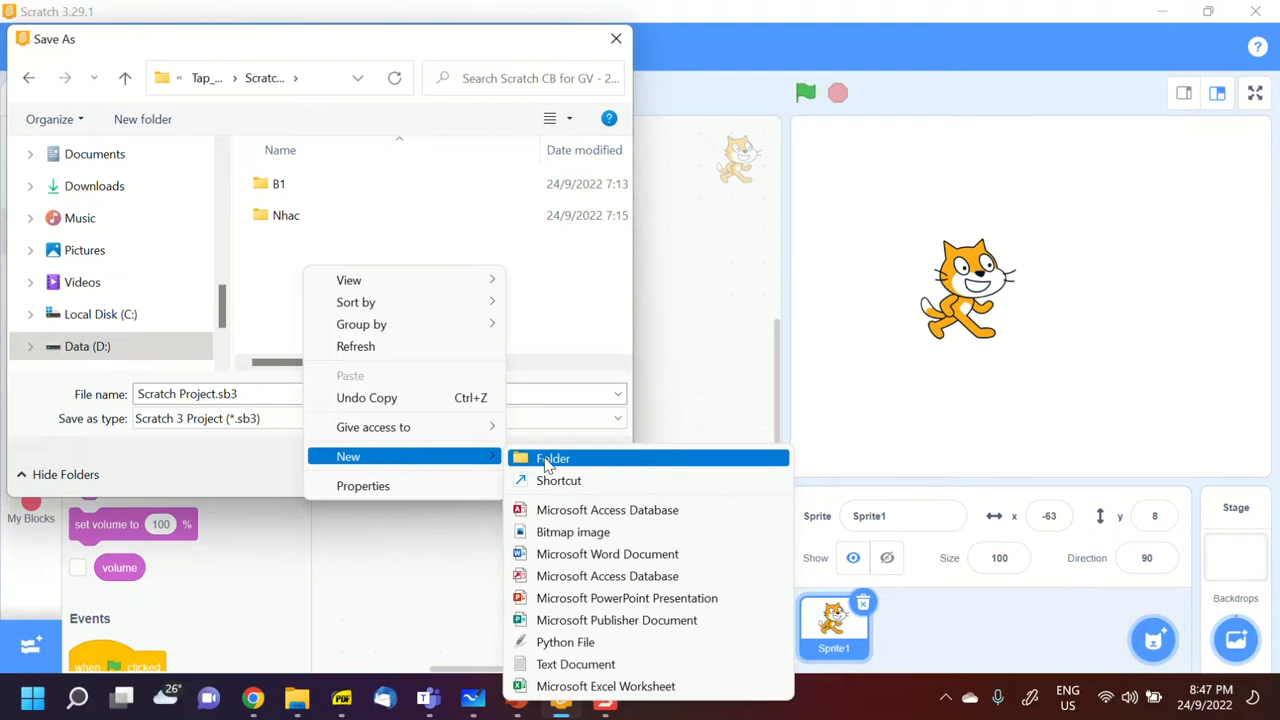 Scratch 3.29.1
Save As
Tap_... Scratc...
Search Scratch CB for GV - 2...
Organize
New folder
Documents
Downloads
Music
Pictures
Videos
Local Disk (C:)
Data (D:)
Name
Date modified
B1
24/9/2022 7:13
Nhac
24/9/2022 7:15
View
Sort by
Group by
Refresh
Paste
Undo Copy Ctrl+Z
Give access to
New
Properties
File name: Scratch Project.sb3
Save as type: Scratch 3 Project (*.sb3)
Hide Folders
Folder
Shortcut
Microsoft Access Database
Bitmap image
Microsoft Word Document
Microsoft Access Database
Microsoft PowerPoint Presentation
Microsoft Publisher Document
Python File
Text Document
Microsoft Excel Worksheet
My Blocks
set volume to 100 %
volume
Events
when clicked
Sprite Sprite1 x -63 y 8
Show Size 100 Direction 90
Sprite1
Stage
Backdrops
26°
PDF
ENG
US
8:47 PM
24/9/2022